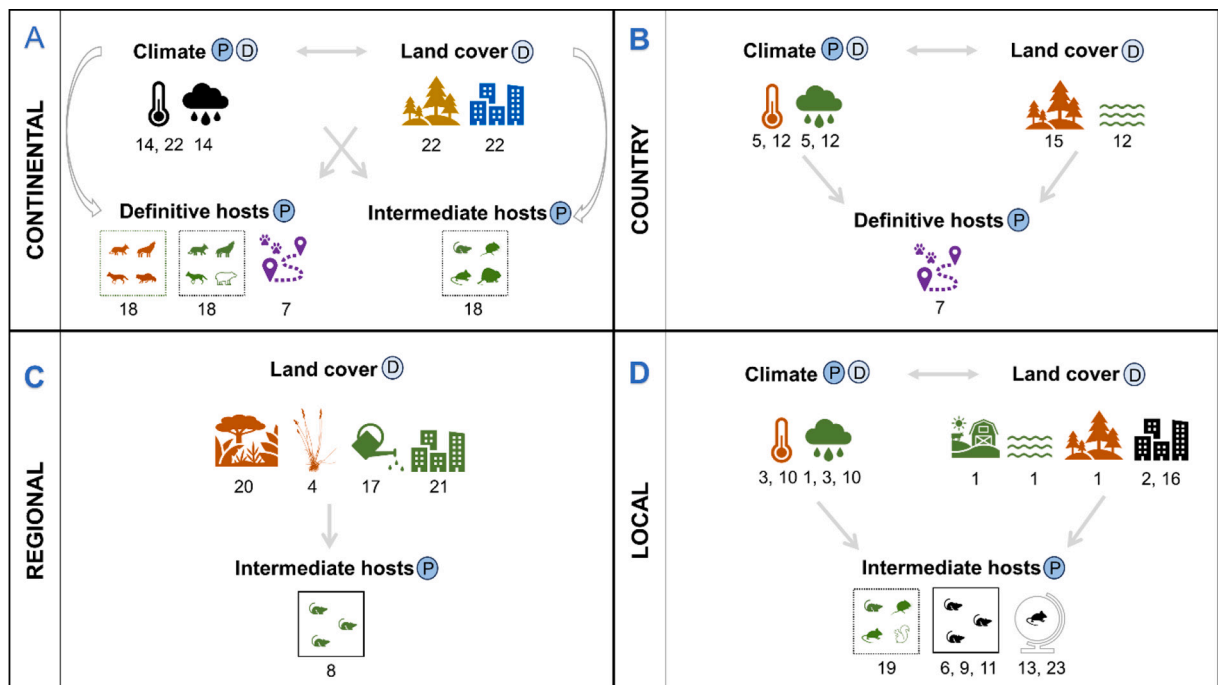 A
CONTINENTAL
Climate P D
Land cover D
14, 22 14
22 22
Definitive hosts P
Intermediate hosts P
18 18 7
18
B
COUNTRY
Climate P D
Land cover D
5, 12 5, 12
15 12
Definitive hosts P
7
C
REGIONAL
Land cover D
20 4 17 21
Intermediate hosts P
8
D
LOCAL
Climate P D
Land cover D
3, 10 1, 3, 10
1 1 1 2, 16
Intermediate hosts P
19 6, 9, 11 13, 23